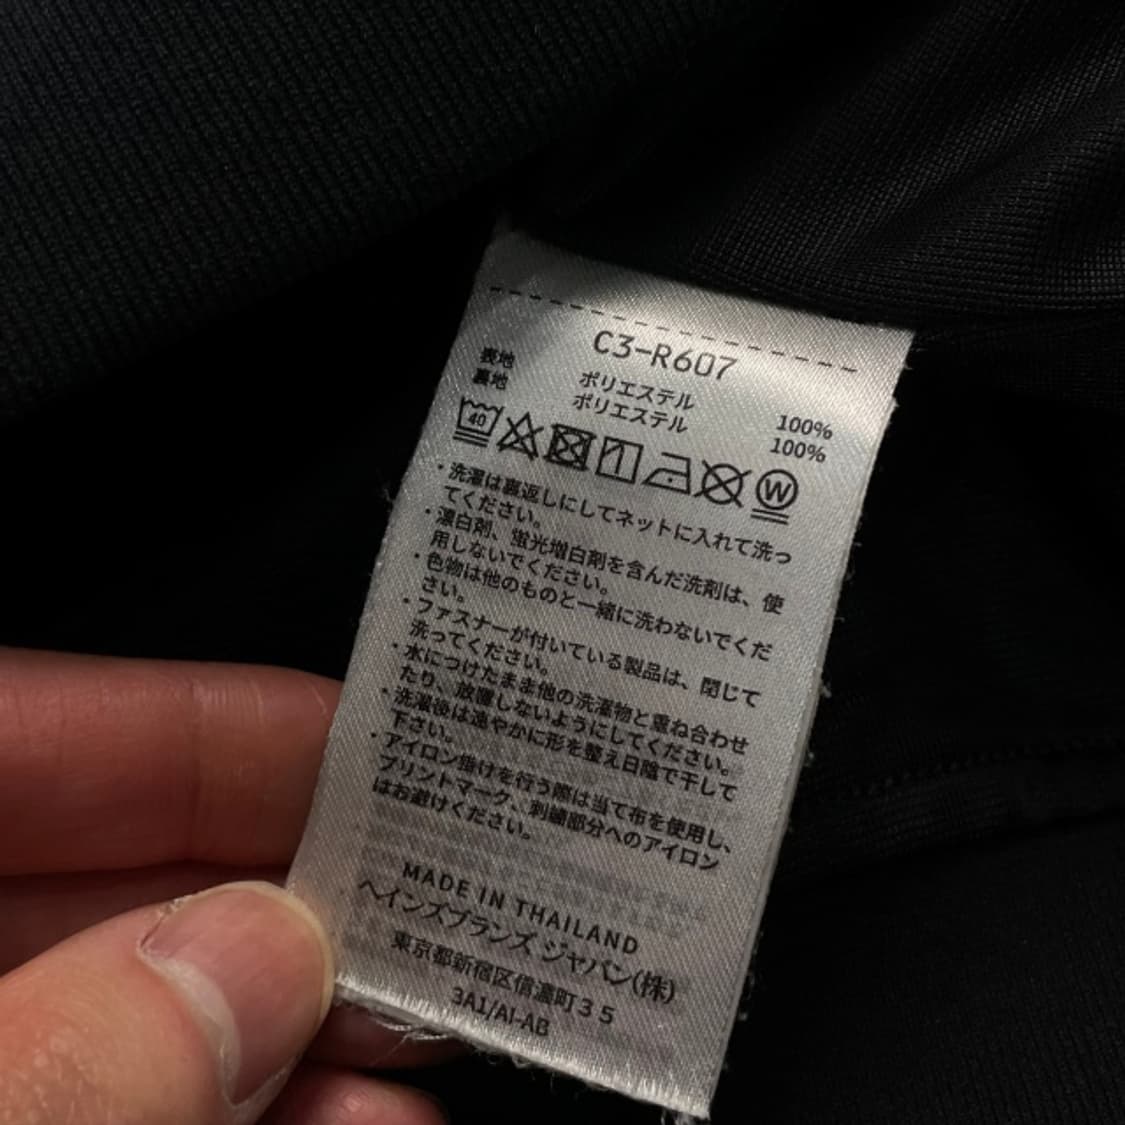 C3-R607
表地 ポリエステル 100%
裏地 ポリエステル 100%
40 W
・洗濯は裏返しにしてネットに入れて洗っ
てください。
・漂白剤、蛍光増白剤を含んだ洗剤は、使
用しないでください。
・色物は他のものと一緒に洗わないでくだ
さい。
・ファスナーが付いている製品は、閉じて
洗ってください。
・水につけたまま他の洗濯物と重ね合わせ
たり、放置しないようにしてください。
・洗濯後は速やかに形を整え日陰で干して
下さい。
・アイロン掛けを行う際は当て布を使用し、
プリントマーク、刺繍部分へのアイロン
はお避けください。
MADE IN THAILAND
ヘインズブランズ ジャパン(株)
東京都新宿区信濃町35
3A1/AI-AB